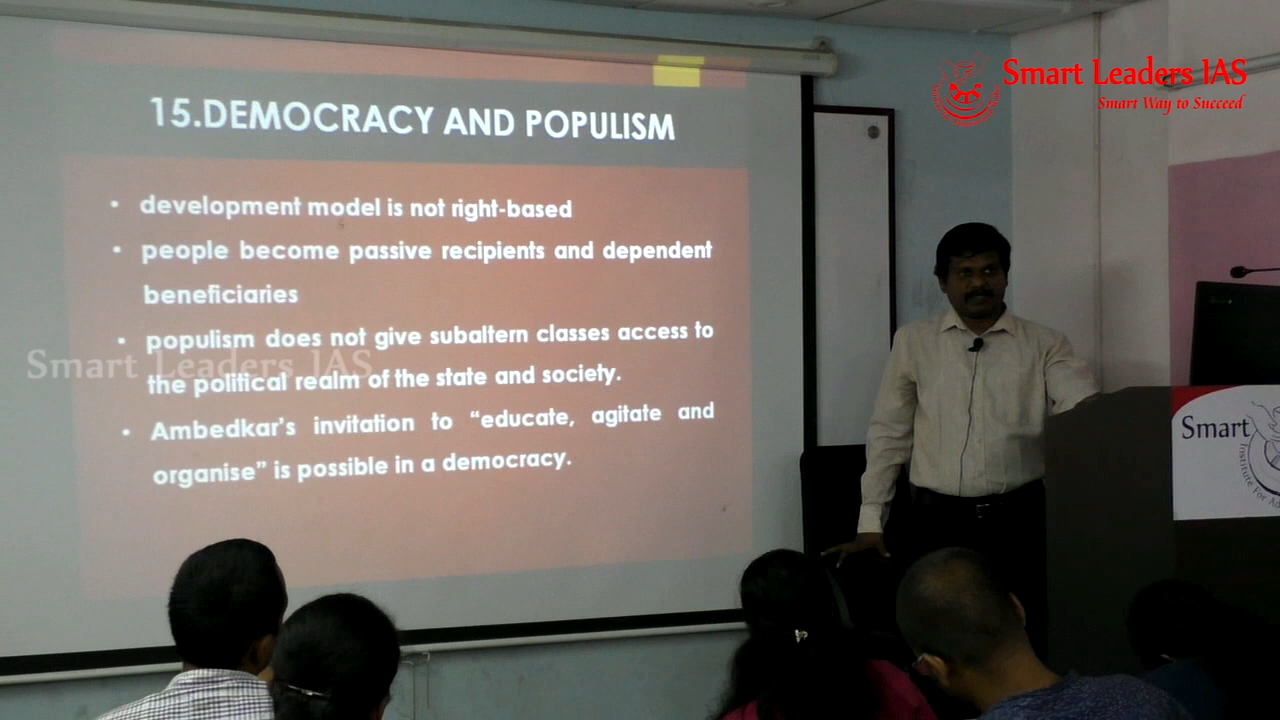 15.DEMOCRACY AND POPULISM
• development model is not right-based
• people become passive recipients and dependent
beneficiaries
• populism does not give subaltern classes access to
the political realm of the state and society.
• Ambedkar's invitation to "educate, agitate and
organise" is possible in a democracy.
Smart Leaders IAS
Smart Leaders IAS
Smart Way to Succeed
Smart
Institute For